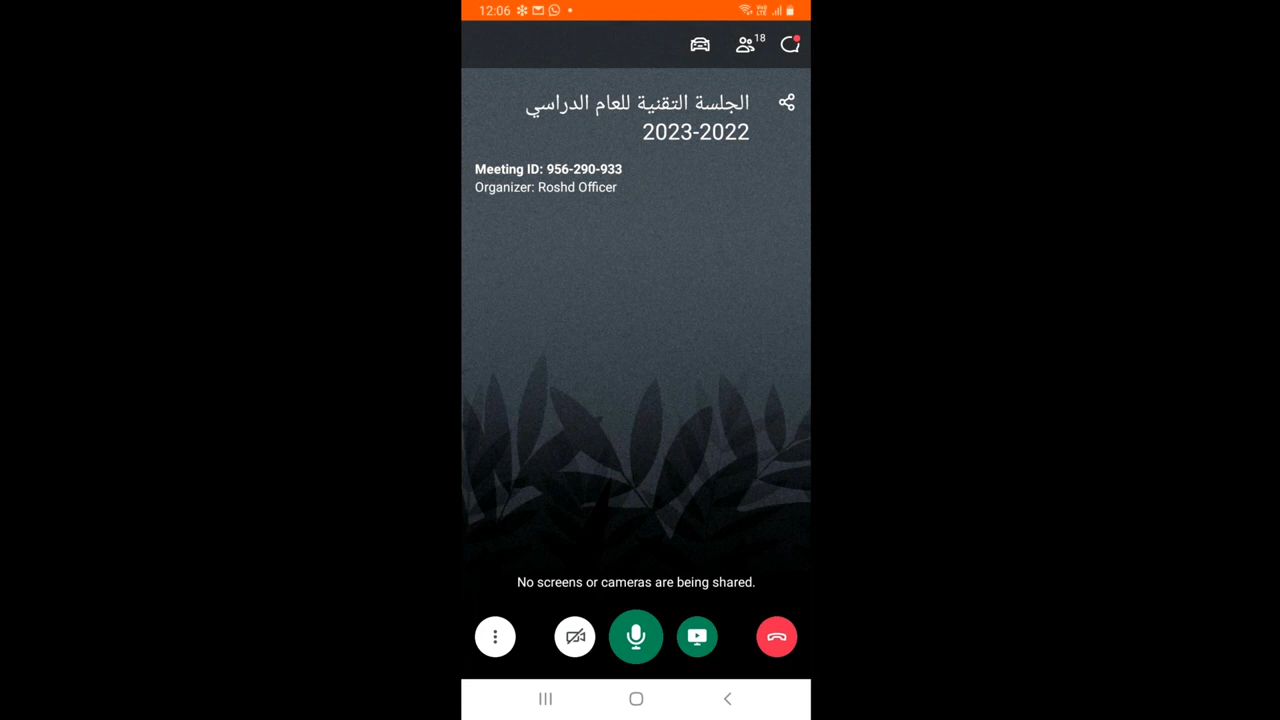 12:06
18
الجلسة التقنية للعام الدراسي
2023-2022
Meeting ID: 956-290-933
Organizer: Roshd Officer
No screens or cameras are being shared.